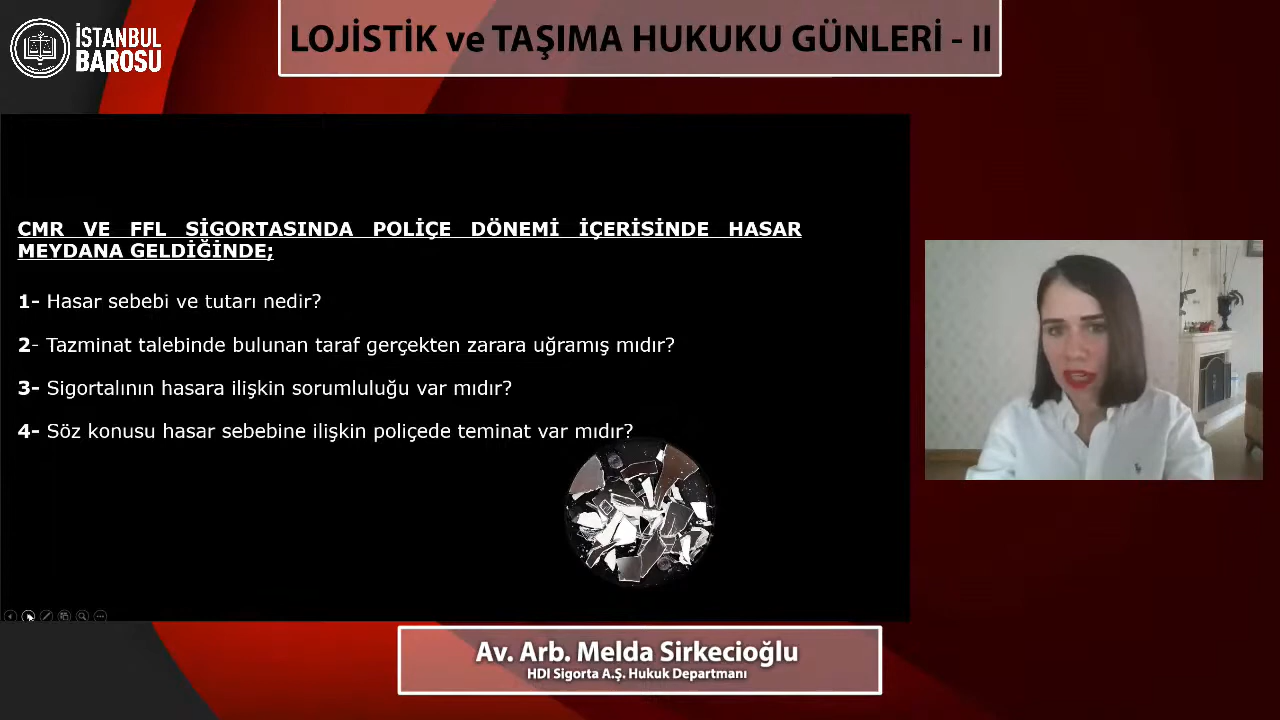 İSTANBUL
BAROSU
LOJİSTİK ve TAŞIMA HUKUKU GÜNLERİ - II
CMR VE FFL SİGORTASINDA POLİÇE DÖNEMİ İÇERİSİNDE HASAR
MEYDANA GELDİĞİNDE;
1- Hasar sebebi ve tutarı nedir?
2- Tazminat talebinde bulunan taraf gerçekten zarara uğramış mıdır?
3- Sigortalının hasara ilişkin sorumluluğu var mıdır?
4- Söz konusu hasar sebebine ilişkin poliçede teminat var mıdır?
Av. Arb. Melda Sirkecioğlu
HDI Sigorta A.Ş. Hukuk Departmanı